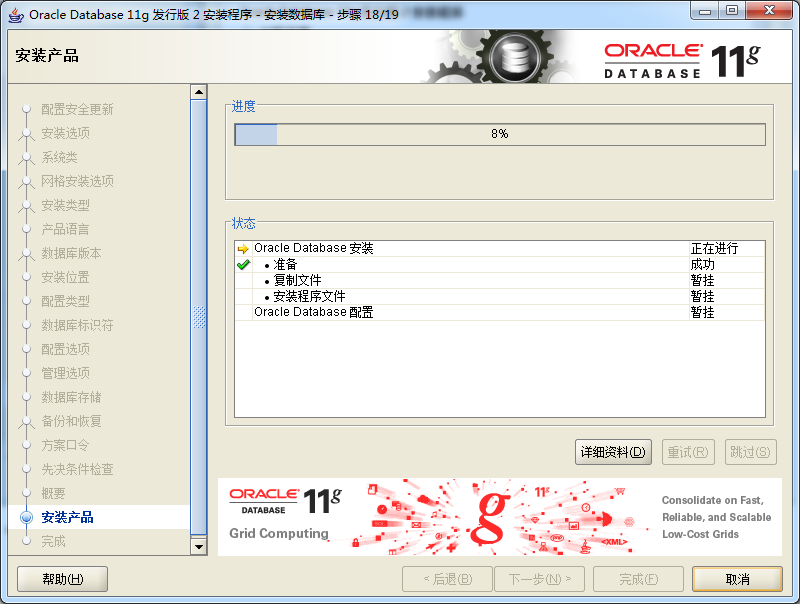 Oracle Database 11g 发行版 2 安装程序 - 安装数据库 - 步骤 18/19
安装产品
ORACLE
DATABASE 11g
配置安全更新
安装选项
系统类
网格安装选项
安装类型
产品语言
数据库版本
安装位置
配置类型
数据库标识符
配置选项
管理选项
数据库存储
备份和恢复
方案口令
先决条件检查
概要
安装产品
完成
进度
8%
状态
Oracle Database 安装 正在进行
• 准备 成功
• 复制文件 暂挂
• 安装程序文件 暂挂
Oracle Database 配置 暂挂
详细资料(D) 重试(R) 跳过(S)
ORACLE
DATABASE 11g
Grid Computing
g
11g
<XML>
Consolidate on Fast,
Reliable, and Scalable
Low-Cost Grids
帮助(H) < 后退(B) 下一步(N) > 完成(F) 取消